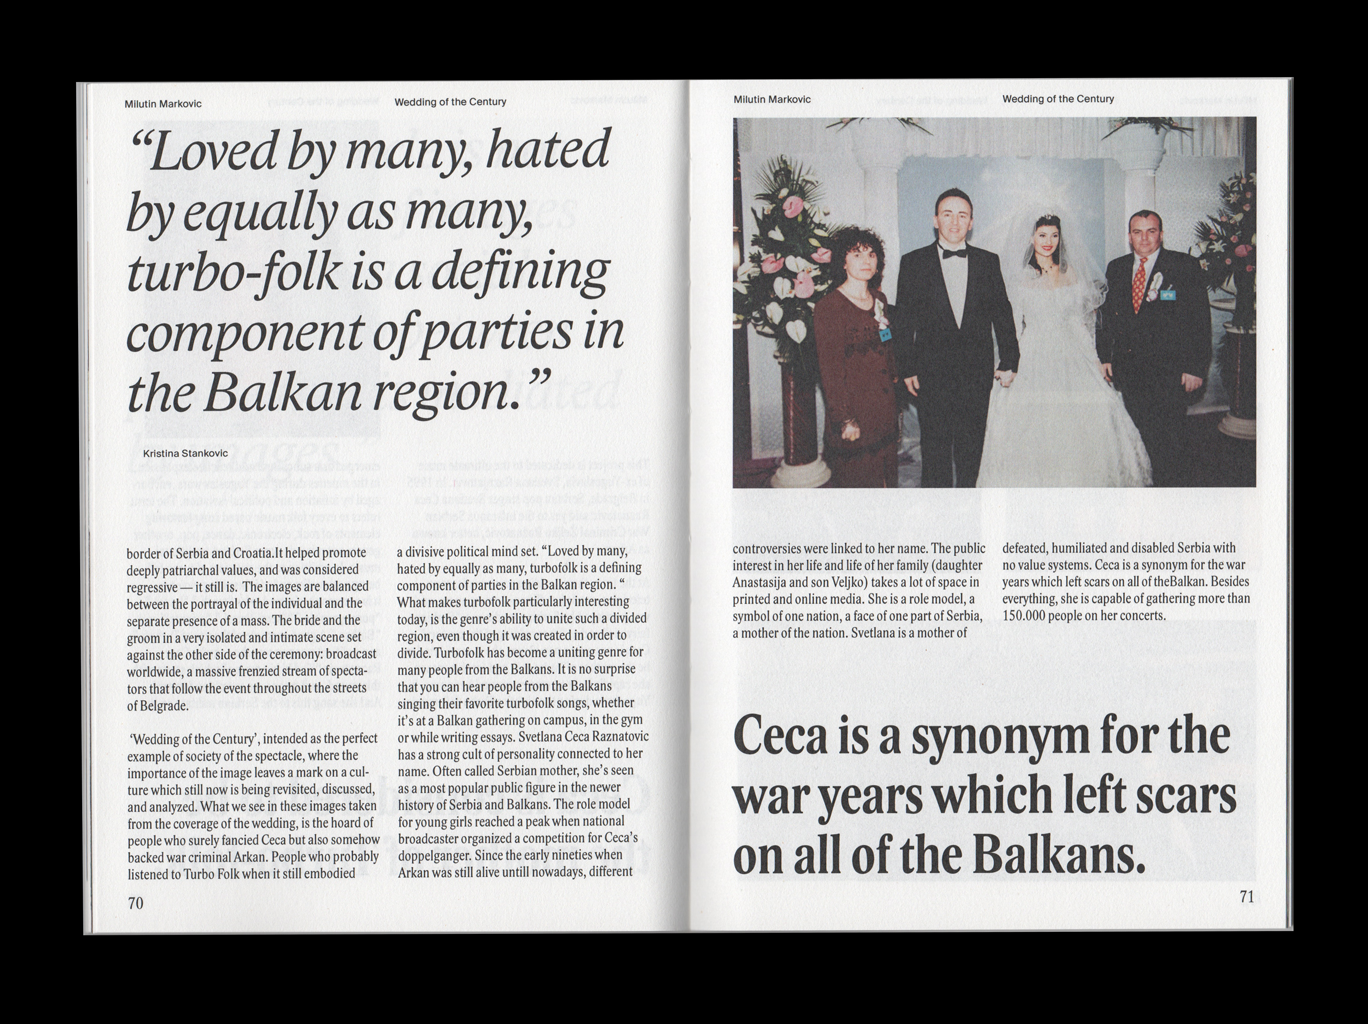 Milutin Markovic
Wedding of the Century
“Loved by many, hated
by equally as many,
turbo-folk is a defining
component of parties in
the Balkan region.”
Kristina Stankovic
border of Serbia and Croatia.It helped promote
deeply patriarchal values, and was considered
regressive — it still is. The images are balanced
between the portrayal of the individual and the
separate presence of a mass. The bride and the
groom in a very isolated and intimate scene set
against the other side of the ceremony: broadcast
worldwide, a massive frenzied stream of specta-
tors that follow the event throughout the streets
of Belgrade.
‘Wedding of the Century’, intended as the perfect
example of society of the spectacle, where the
importance of the image leaves a mark on a cul-
ture which still now is being revisited, discussed,
and analyzed. What we see in these images taken
from the coverage of the wedding, is the hoard of
people who surely fancied Ceca but also somehow
backed war criminal Arkan. People who probably
listened to Turbo Folk when it still embodied
a divisive political mind set. “Loved by many,
hated by equally as many, turbofolk is a defining
component of parties in the Balkan region. “
What makes turbofolk particularly interesting
today, is the genre’s ability to unite such a divided
region, even though it was created in order to
divide. Turbofolk has become a uniting genre for
many people from the Balkans. It is no surprise
that you can hear people from the Balkans
singing their favorite turbofolk songs, whether
it’s at a Balkan gathering on campus, in the gym
or while writing essays. Svetlana Ceca Raznatovic
has a strong cult of personality connected to her
name. Often called Serbian mother, she’s seen
as a most popular public figure in the newer
history of Serbia and Balkans. The role model
for young girls reached a peak when national
broadcaster organized a competition for Ceca’s
doppelganger. Since the early nineties when
Arkan was still alive untill nowadays, different
70
Milutin Markovic
Wedding of the Century
controversies were linked to her name. The public
interest in her life and life of her family (daughter
Anastasija and son Veljko) takes a lot of space in
printed and online media. She is a role model, a
symbol of one nation, a face of one part of Serbia,
a mother of the nation. Svetlana is a mother of
defeated, humiliated and disabled Serbia with
no value systems. Ceca is a synonym for the war
years which left scars on all of theBalkan. Besides
everything, she is capable of gathering more than
150.000 people on her concerts.
Ceca is a synonym for the
war years which left scars
on all of the Balkans.
71